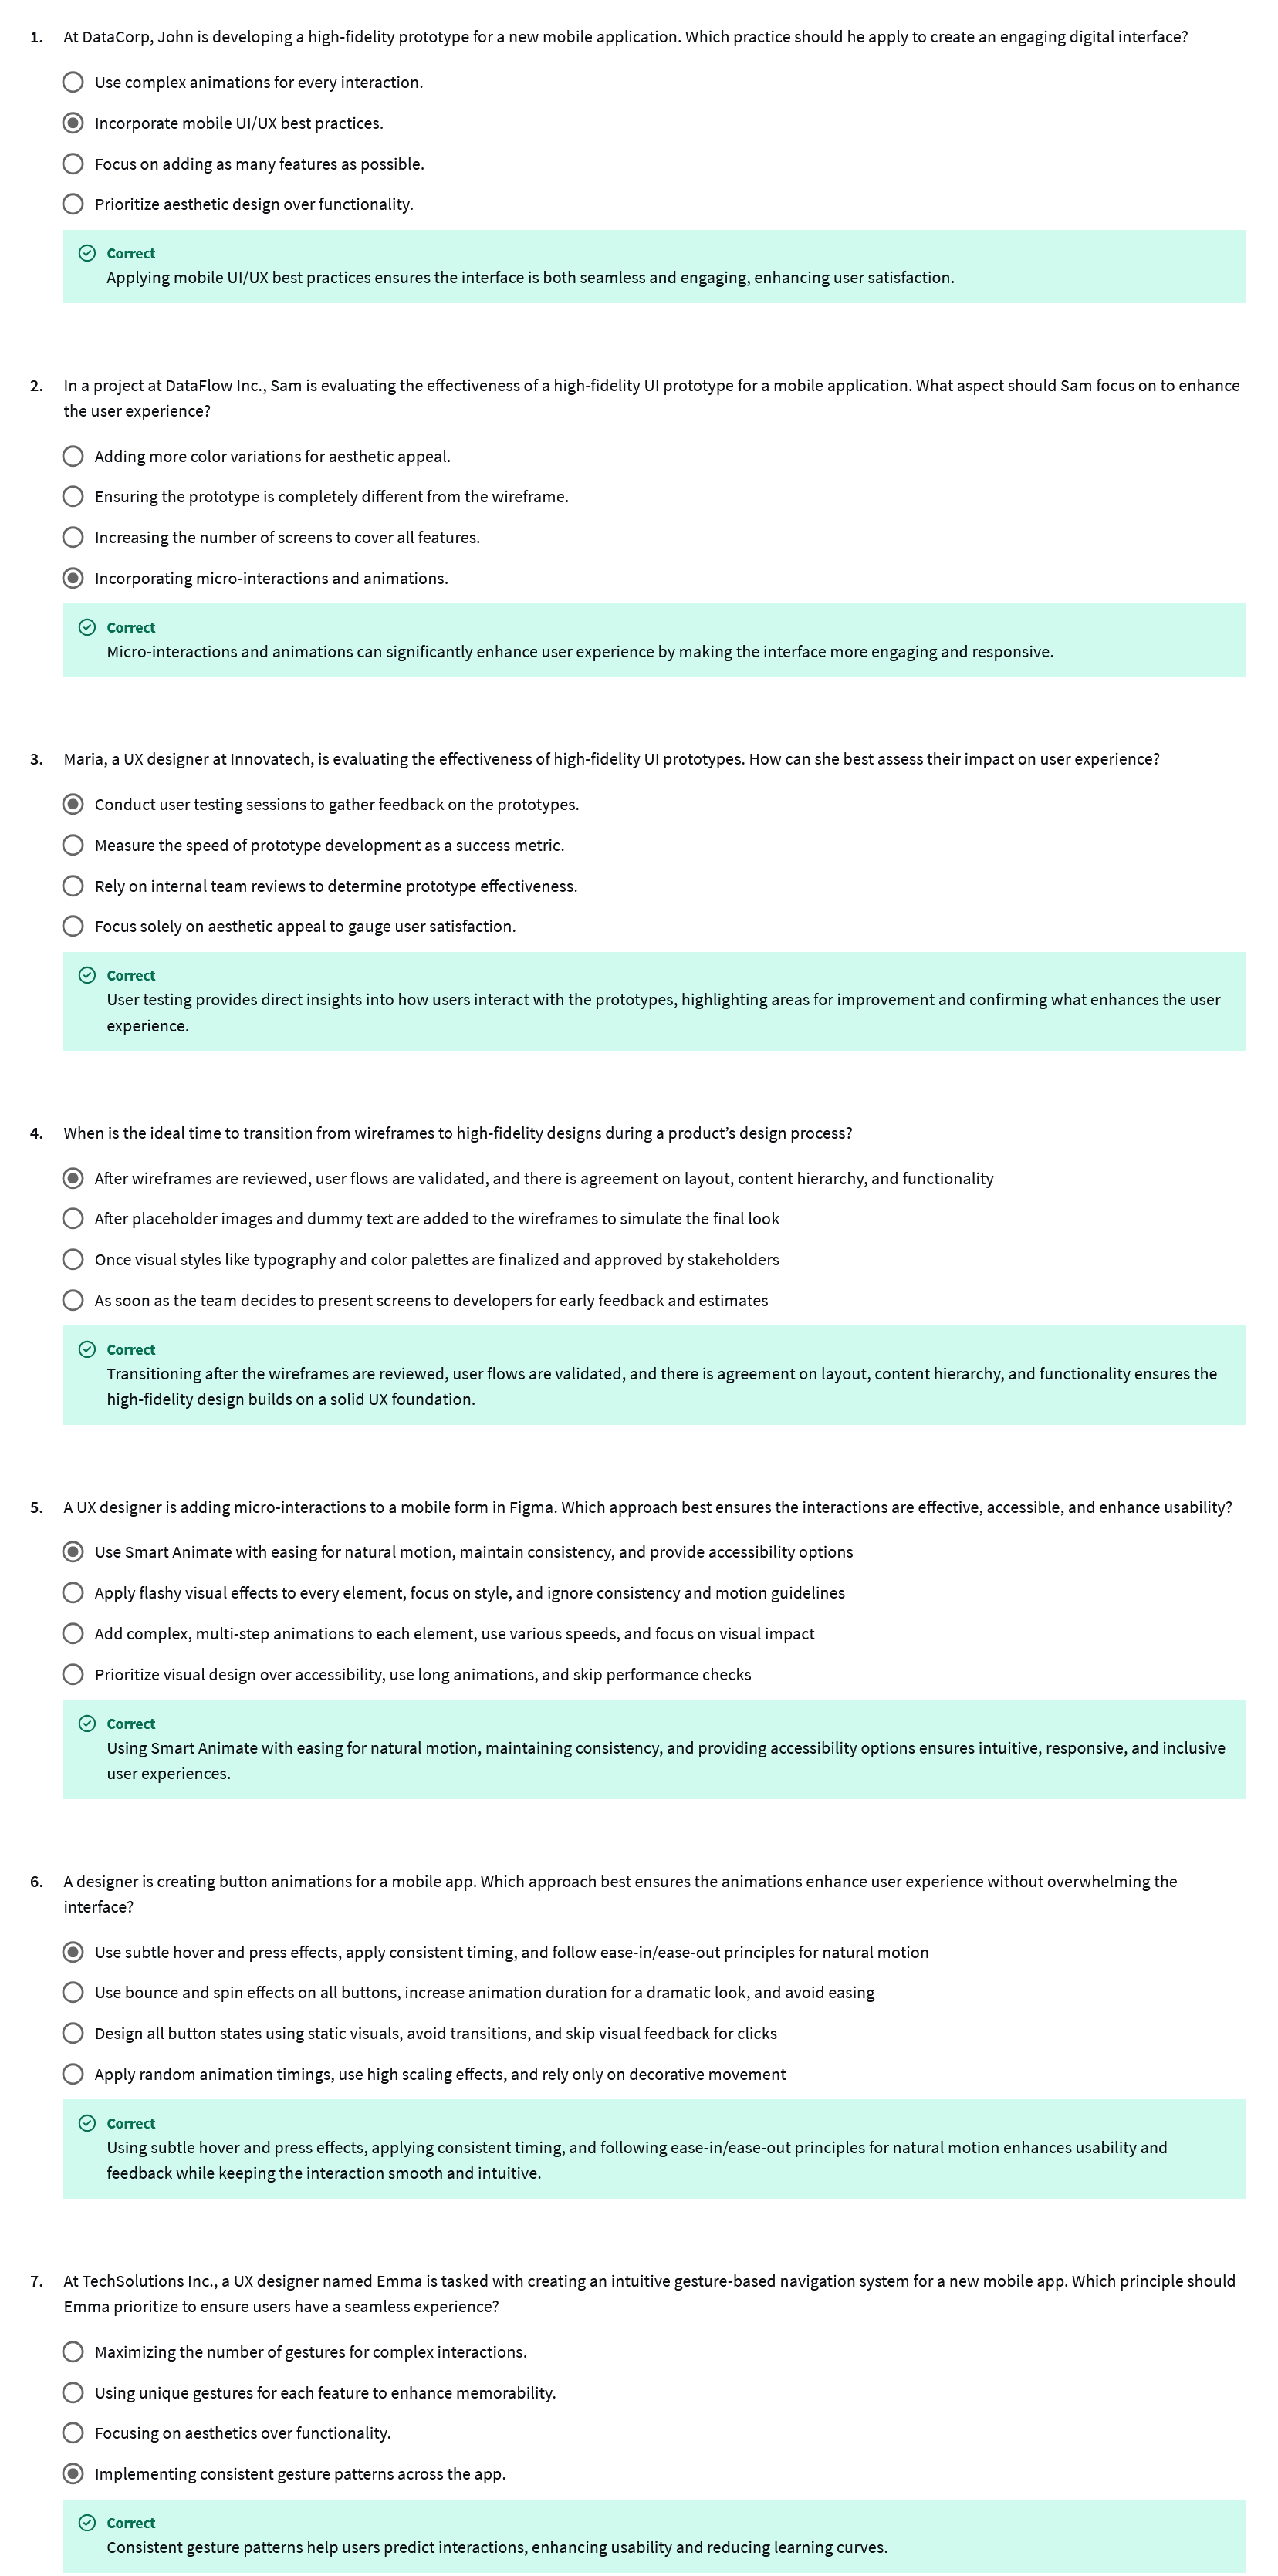 1. At DataCorp, John is developing a high-fidelity prototype for a new mobile application. Which practice should he apply to create an engaging digital interface?
Use complex animations for every interaction.
Incorporate mobile UI/UX best practices.
Focus on adding as many features as possible.
Prioritize aesthetic design over functionality.
Correct
Applying mobile UI/UX best practices ensures the interface is both seamless and engaging, enhancing user satisfaction.
2. In a project at DataFlow Inc., Sam is evaluating the effectiveness of a high-fidelity UI prototype for a mobile application. What aspect should Sam focus on to enhance
the user experience?
Adding more color variations for aesthetic appeal.
Ensuring the prototype is completely different from the wireframe.
Increasing the number of screens to cover all features.
Incorporating micro-interactions and animations.
Correct
Micro-interactions and animations can significantly enhance user experience by making the interface more engaging and responsive.
3. Maria, a UX designer at Innovatech, is evaluating the effectiveness of high-fidelity UI prototypes. How can she best assess their impact on user experience?
Conduct user testing sessions to gather feedback on the prototypes.
Measure the speed of prototype development as a success metric.
Rely on internal team reviews to determine prototype effectiveness.
Focus solely on aesthetic appeal to gauge user satisfaction.
Correct
User testing provides direct insights into how users interact with the prototypes, highlighting areas for improvement and confirming what enhances the user
experience.
4. When is the ideal time to transition from wireframes to high-fidelity designs during a product’s design process?
After wireframes are reviewed, user flows are validated, and there is agreement on layout, content hierarchy, and functionality
After placeholder images and dummy text are added to the wireframes to simulate the final look
Once visual styles like typography and color palettes are finalized and approved by stakeholders
As soon as the team decides to present screens to developers for early feedback and estimates
Correct
Transitioning after the wireframes are reviewed, user flows are validated, and there is agreement on layout, content hierarchy, and functionality ensures the
high-fidelity design builds on a solid UX foundation.
5. A UX designer is adding micro-interactions to a mobile form in Figma. Which approach best ensures the interactions are effective, accessible, and enhance usability?
Use Smart Animate with easing for natural motion, maintain consistency, and provide accessibility options
Apply flashy visual effects to every element, focus on style, and ignore consistency and motion guidelines
Add complex, multi-step animations to each element, use various speeds, and focus on visual impact
Prioritize visual design over accessibility, use long animations, and skip performance checks
Correct
Using Smart Animate with easing for natural motion, maintaining consistency, and providing accessibility options ensures intuitive, responsive, and inclusive
user experiences.
6. A designer is creating button animations for a mobile app. Which approach best ensures the animations enhance user experience without overwhelming the
interface?
Use subtle hover and press effects, apply consistent timing, and follow ease-in/ease-out principles for natural motion
Use bounce and spin effects on all buttons, increase animation duration for a dramatic look, and avoid easing
Design all button states using static visuals, avoid transitions, and skip visual feedback for clicks
Apply random animation timings, use high scaling effects, and rely only on decorative movement
Correct
Using subtle hover and press effects, applying consistent timing, and following ease-in/ease-out principles for natural motion enhances usability and
feedback while keeping the interaction smooth and intuitive.
7. At TechSolutions Inc., a UX designer named Emma is tasked with creating an intuitive gesture-based navigation system for a new mobile app. Which principle should
Emma prioritize to ensure users have a seamless experience?
Maximizing the number of gestures for complex interactions.
Using unique gestures for each feature to enhance memorability.
Focusing on aesthetics over functionality.
Implementing consistent gesture patterns across the app.
Correct
Consistent gesture patterns help users predict interactions, enhancing usability and reducing learning curves.